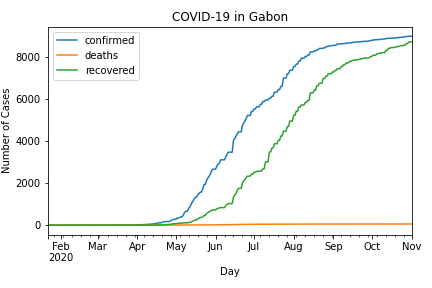 COVID-19 in Gabon
confirmed
deaths
recovered
Number of Cases
8000
6000
4000
2000
0
Feb Mar Apr May Jun Jul Aug Sep Oct Nov
2020
Day